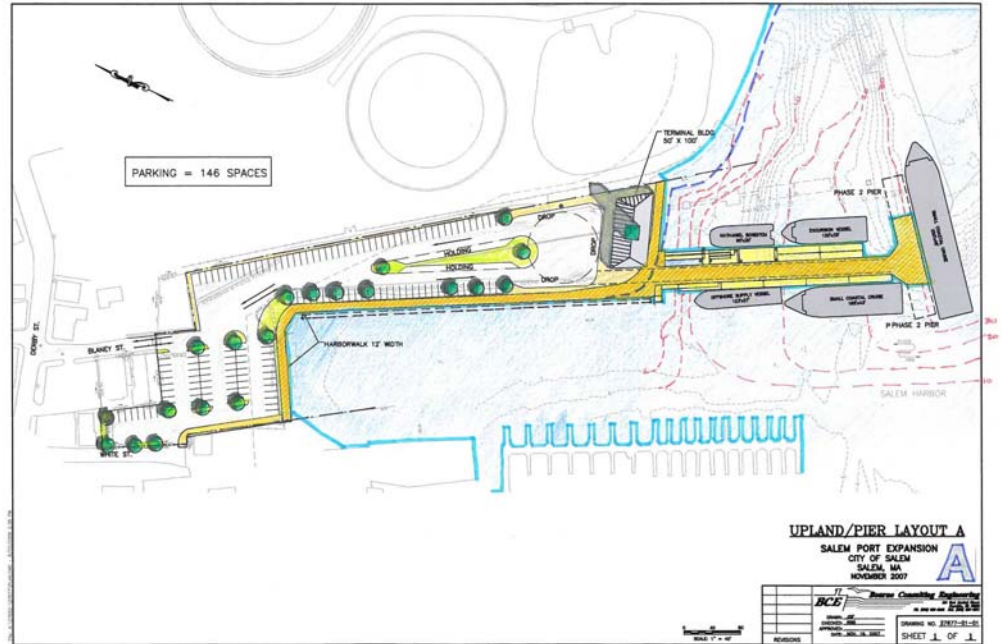 PARKING = 146 SPACES
TERMINAL BLDG.
50' X 100'
PHASE 2 PIER
DROP
DROP
DROP
HOLDING
HOLDING
EXCURSION VESSEL
OFFSHORE SUPPLY VESSEL
SMALL COASTAL CRUISE
P PHASE 2 PIER
DERBY ST.
BLANEY ST.
HARBORWALK 12' WIDTH
WHITE ST.
SALEM HARBOR
UPLAND/PIER LAYOUT A
SALEM PORT EXPANSION
CITY OF SALEM
SALEM, MA
NOVEMBER 2007
A
BCE
Bourne Consulting Engineering
REVISIONS
SCALE: 1" = 40'
SHEET 1 OF 1